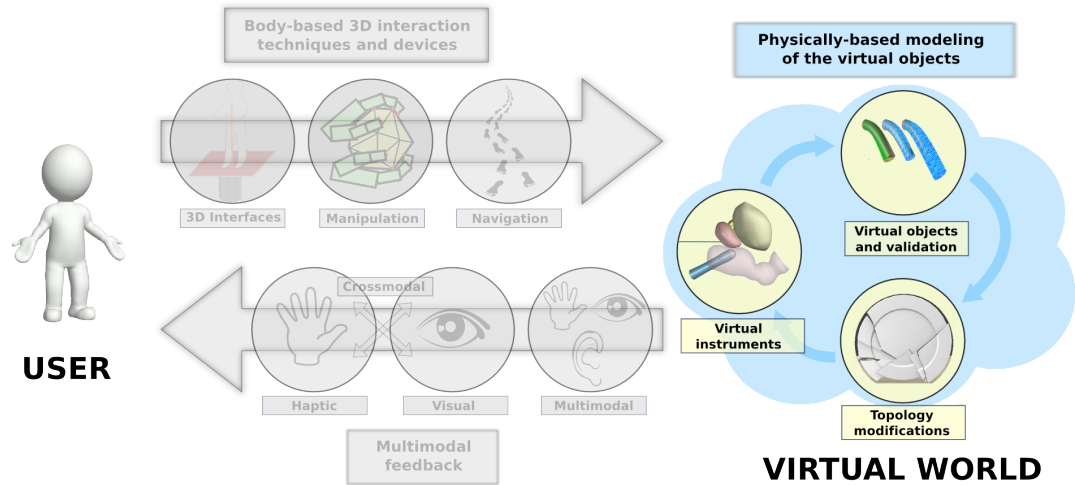 Body-based 3D interaction
techniques and devices
3D Interfaces
Manipulation
Navigation
USER
Crossmodal
Haptic
Visual
Multimodal
Multimodal
feedback
Physically-based modeling
of the virtual objects
Virtual objects
and validation
Virtual
instruments
Topology
modifications
VIRTUAL WORLD